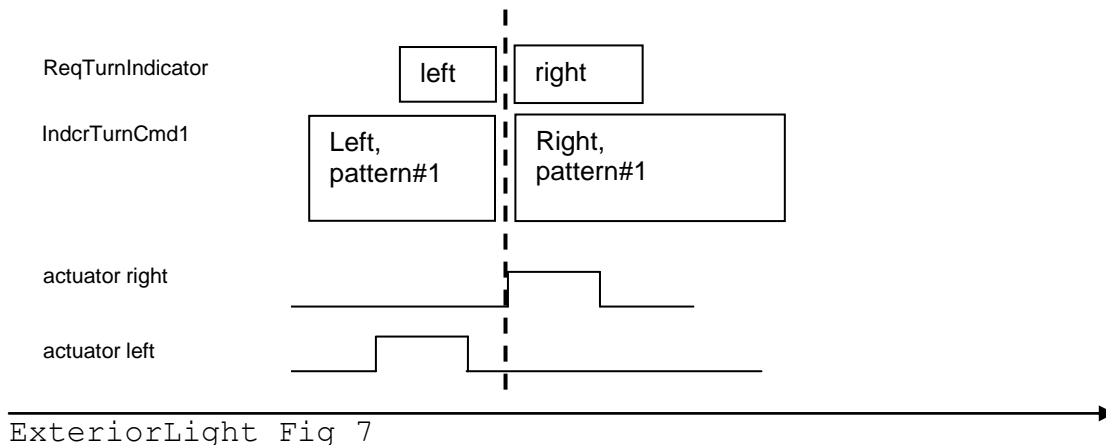 ReqTurnIndicator
left
right
IndcrTurnCmd1
Left,
pattern#1
Right,
pattern#1
actuator right
actuator left
ExteriorLight Fig 7